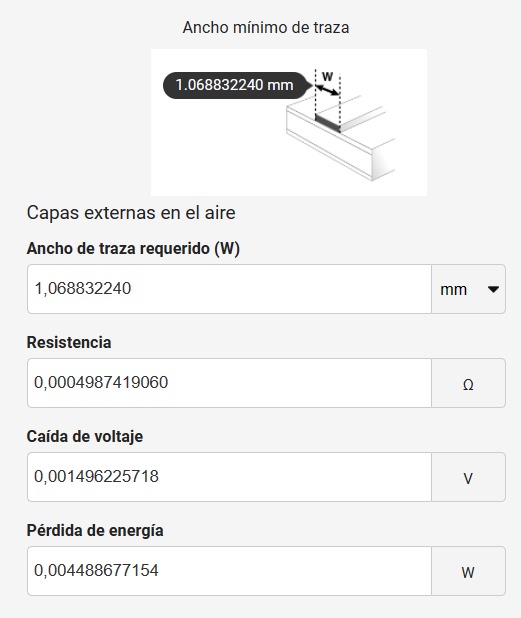 Ancho mínimo de traza
W
1.068832240 mm
Capas externas en el aire
Ancho de traza requerido (W)
1,068832240 mm
Resistencia
0,0004987419060 Ω
Caída de voltaje
0,001496225718 V
Pérdida de energía
0,004488677154 W